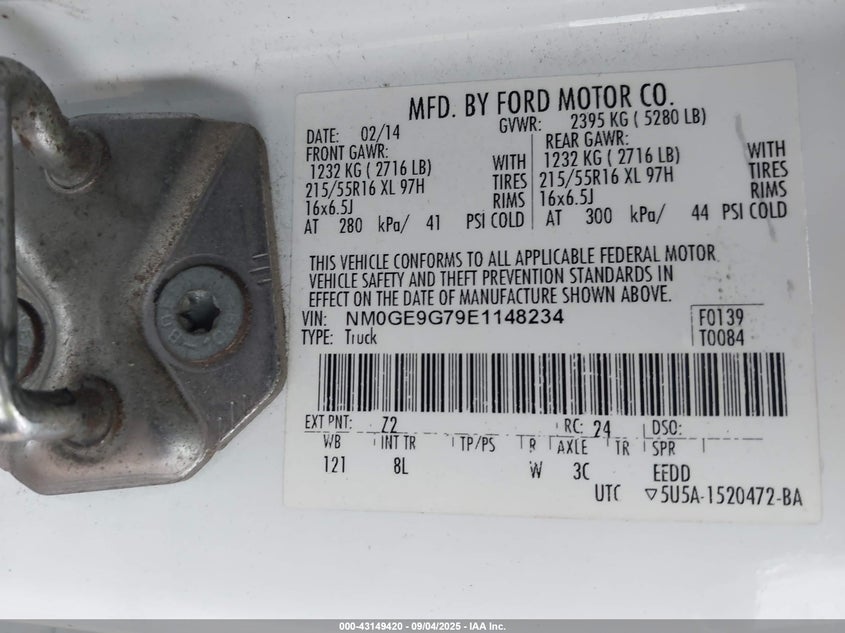 MFD. BY FORD MOTOR CO.
DATE: 02/14 GVWR: 2395 KG ( 5280 LB)
FRONT GAWR: REAR GAWR:
1232 KG ( 2716 LB) WITH 1232 KG ( 2716 LB) WITH
215/55R16 XL 97H TIRES 215/55R16 XL 97H TIRES
16x6.5J RIMS 16x6.5J RIMS
AT 280 kPa/ 41 PSI COLD AT 300 kPa/ 44 PSI COLD
THIS VEHICLE CONFORMS TO ALL APPLICABLE FEDERAL MOTOR
VEHICLE SAFETY AND THEFT PREVENTION STANDARDS IN
EFFECT ON THE DATE OF MANUFACTURE SHOWN ABOVE.
VIN: NM0GE9G79E1148234 F0139
TYPE: Truck T0084
EXT PNT: Z2 RC: 24 DSO:
WB INT TR TP/PS R AXLE TR SPR
121 8L W 3C EEDD
UTC ▽5U5A-1520472-BA
000-43149420 - 09/04/2025 - IAA Inc.